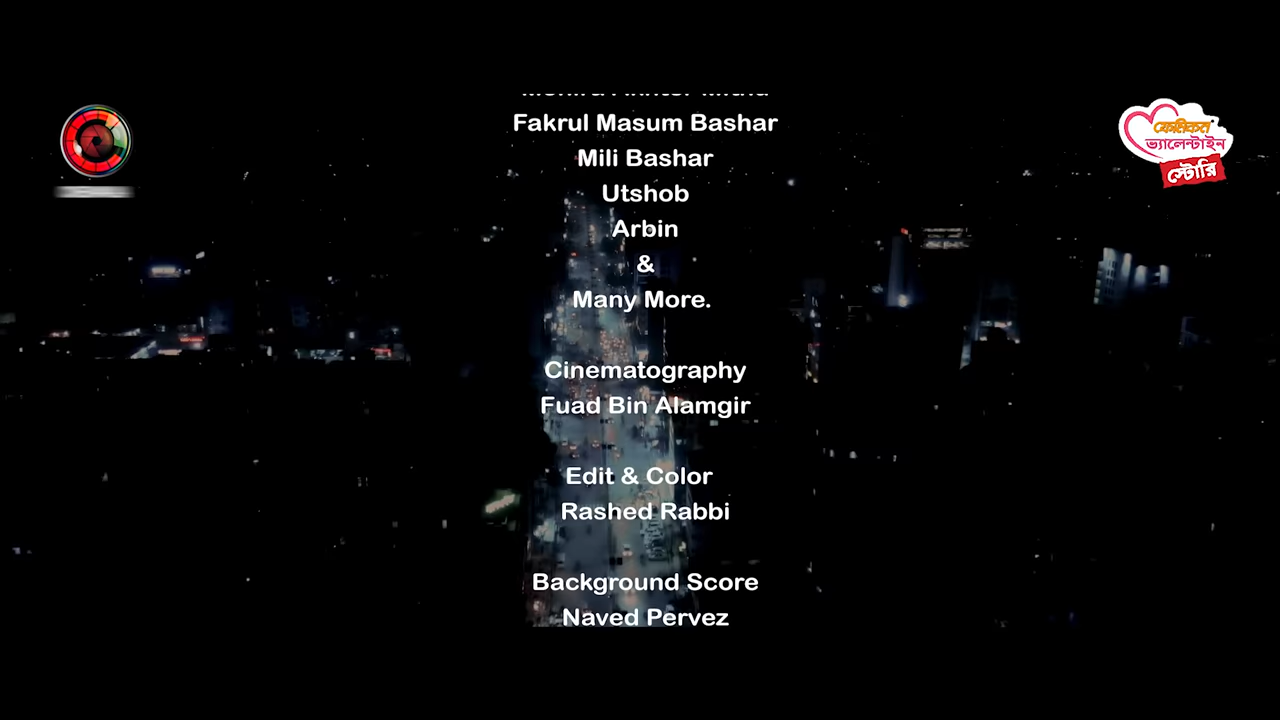 Fakrul Masum Bashar
Mili Bashar
Utshob
Arbin
&
Many More.
Cinematography
Fuad Bin Alamgir
Edit & Color
Rashed Rabbi
Background Score
Naved Pervez
ফেমিকন
ভ্যালেন্টাইন
স্টোরি